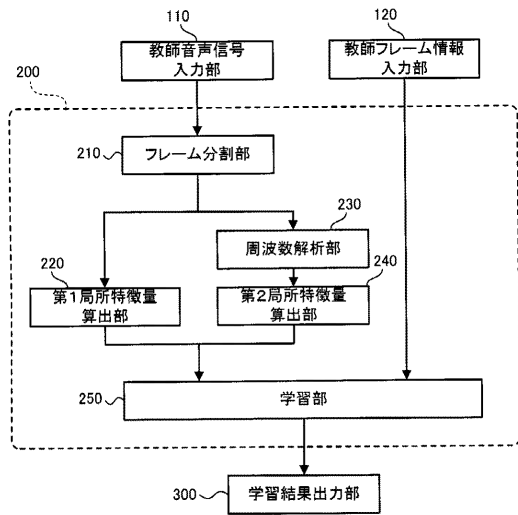 110
120
教師音声信号
入力部
教師フレーム情報
入力部
200
210
フレーム分割部
230
周波数解析部
220
240
第1局所特徴量
算出部
第2局所特徴量
算出部
250
学習部
300
学習結果出力部